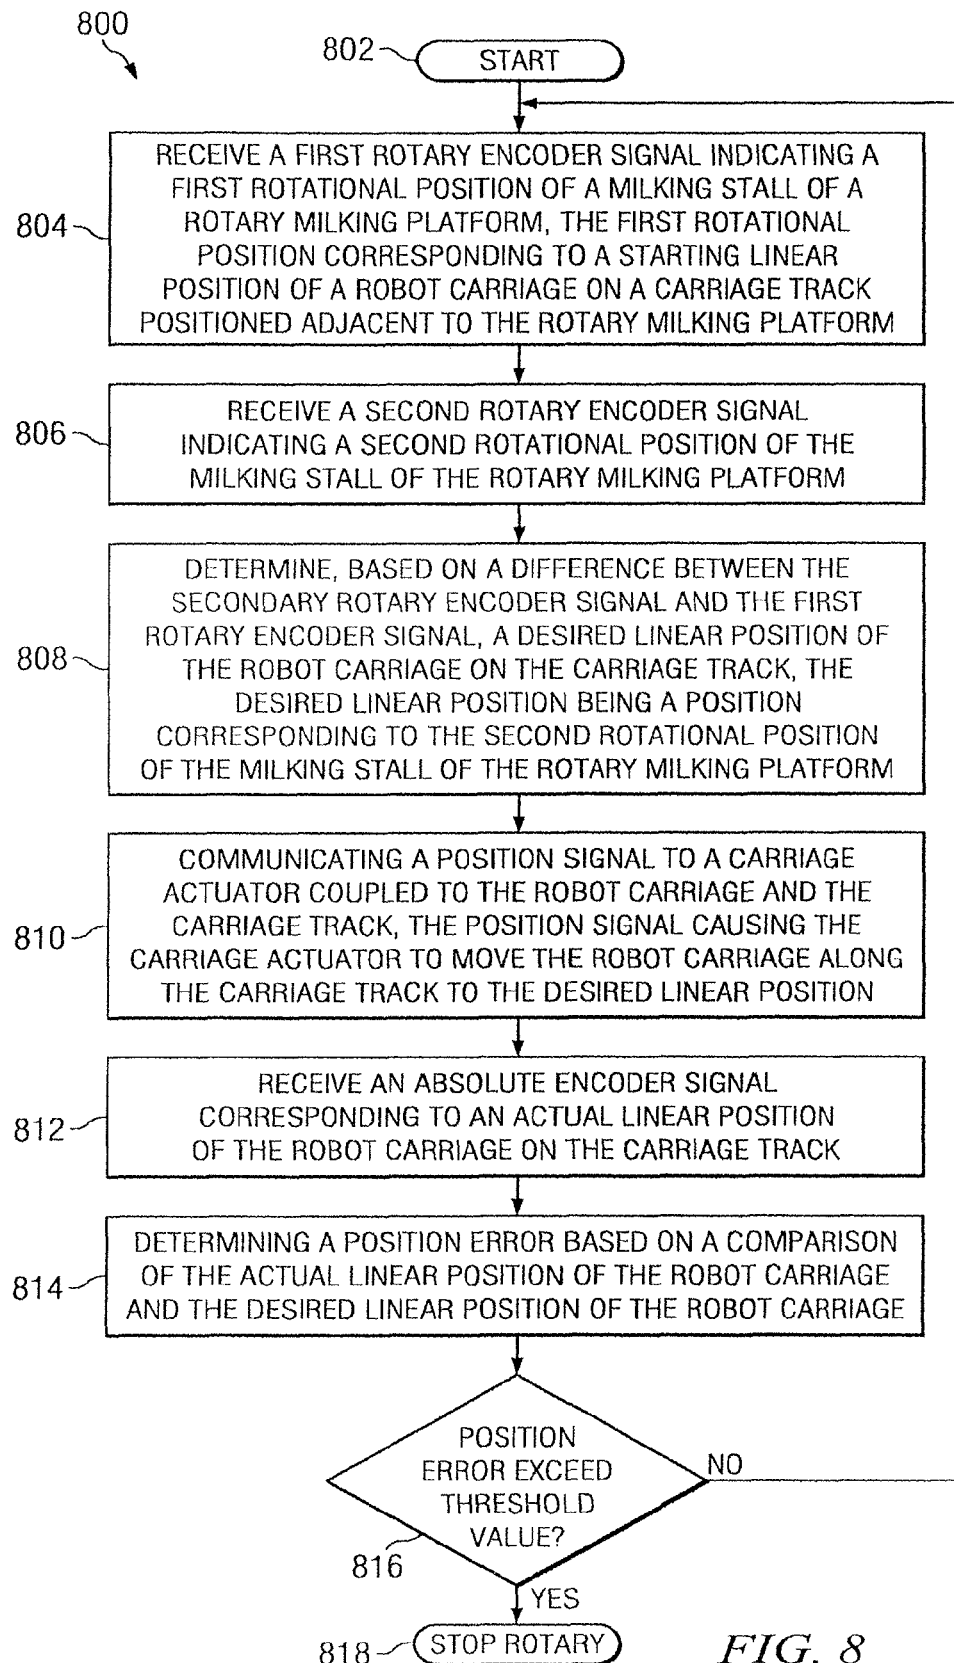 800
802
START
804
RECEIVE A FIRST ROTARY ENCODER SIGNAL INDICATING A
FIRST ROTATIONAL POSITION OF A MILKING STALL OF A
ROTARY MILKING PLATFORM, THE FIRST ROTATIONAL
POSITION CORRESPONDING TO A STARTING LINEAR
POSITION OF A ROBOT CARRIAGE ON A CARRIAGE TRACK
POSITIONED ADJACENT TO THE ROTARY MILKING PLATFORM
806
RECEIVE A SECOND ROTARY ENCODER SIGNAL
INDICATING A SECOND ROTATIONAL POSITION OF THE
MILKING STALL OF THE ROTARY MILKING PLATFORM
808
DETERMINE, BASED ON A DIFFERENCE BETWEEN THE
SECONDARY ROTARY ENCODER SIGNAL AND THE FIRST
ROTARY ENCODER SIGNAL, A DESIRED LINEAR POSITION OF
THE ROBOT CARRIAGE ON THE CARRIAGE TRACK, THE
DESIRED LINEAR POSITION BEING A POSITION
CORRESPONDING TO THE SECOND ROTATIONAL POSITION
OF THE MILKING STALL OF THE ROTARY MILKING PLATFORM
810
COMMUNICATING A POSITION SIGNAL TO A CARRIAGE
ACTUATOR COUPLED TO THE ROBOT CARRIAGE AND THE
CARRIAGE TRACK, THE POSITION SIGNAL CAUSING THE
CARRIAGE ACTUATOR TO MOVE THE ROBOT CARRIAGE ALONG
THE CARRIAGE TRACK TO THE DESIRED LINEAR POSITION
812
RECEIVE AN ABSOLUTE ENCODER SIGNAL
CORRESPONDING TO AN ACTUAL LINEAR POSITION
OF THE ROBOT CARRIAGE ON THE CARRIAGE TRACK
814
DETERMINING A POSITION ERROR BASED ON A COMPARISON
OF THE ACTUAL LINEAR POSITION OF THE ROBOT CARRIAGE
AND THE DESIRED LINEAR POSITION OF THE ROBOT CARRIAGE
POSITION
ERROR EXCEED
THRESHOLD
VALUE?
NO
816
YES
818
STOP ROTARY
FIG. 8